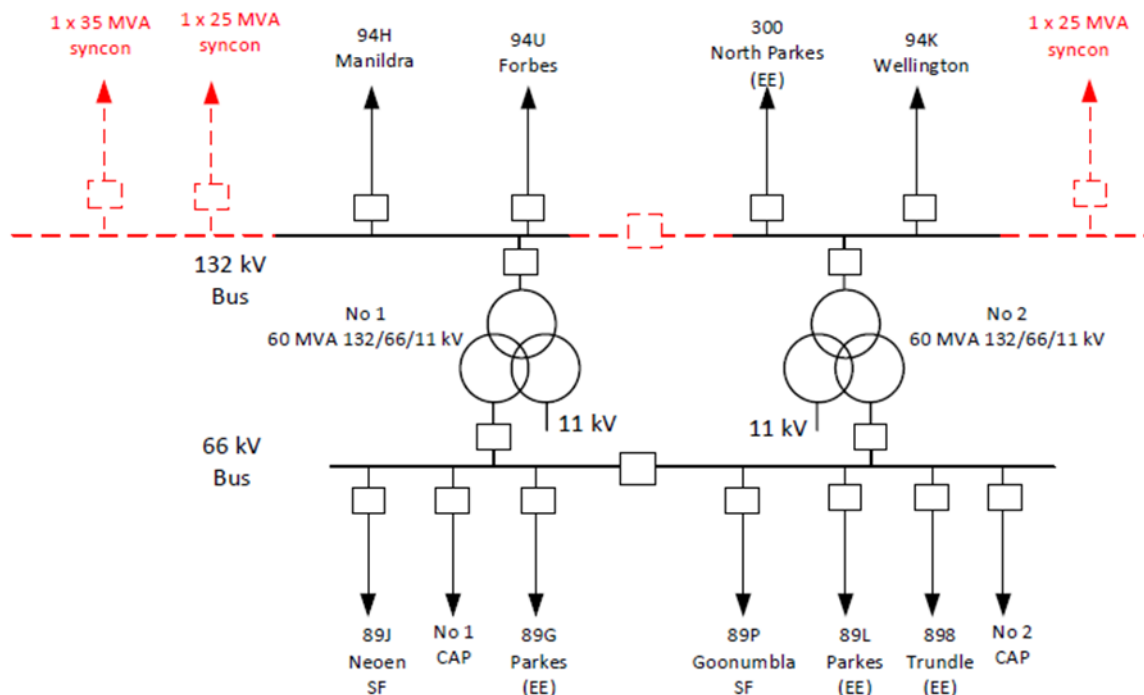 1 x 35 MVA
syncon
1 x 25 MVA
syncon
94H
Manildra
94U
Forbes
300
North Parkes
(EE)
94K
Wellington
1 x 25 MVA
syncon
132 kV
Bus
No 1
60 MVA 132/66/11 kV
No 2
60 MVA 132/66/11 kV
11 kV
11 kV
66 kV
Bus
89J
Neoen
SF
No 1
CAP
89G
Parkes
(EE)
89P
Goonumbla
SF
89L
Parkes
(EE)
898
Trundle
(EE)
No 2
CAP